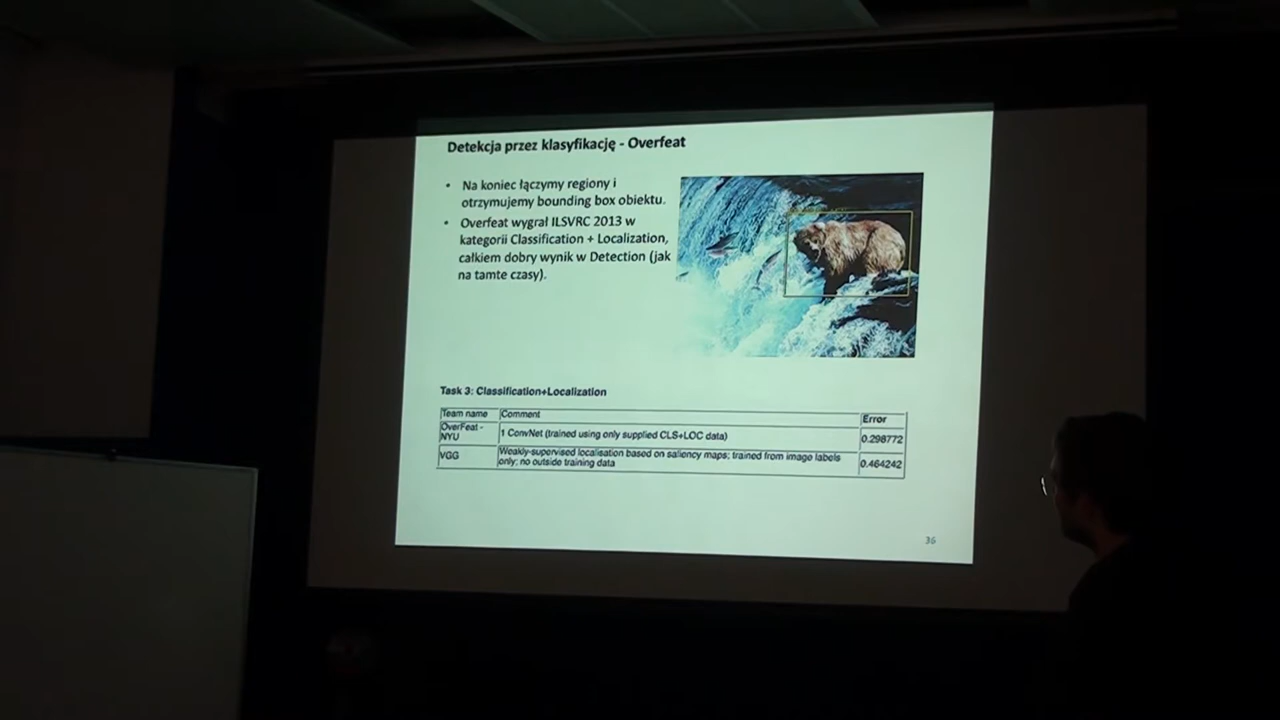 Detekcja przez klasyfikację - Overfeat
• Na koniec łączymy regiony i
otrzymujemy bounding box obiektu.
• Overfeat wygrał ILSVRC 2013 w
kategorii Classification + Localization,
całkiem dobry wynik w Detection (jak
na tamte czasy).
Task 3: Classification+Localization
Team name Comment Error
OverFeat -
NYU 1 ConvNet (trained using only supplied CLS+LOC data) 0.298772
VGG Weakly-supervised localisation based on saliency maps; trained from image labels
only; no outside training data 0.464242
36